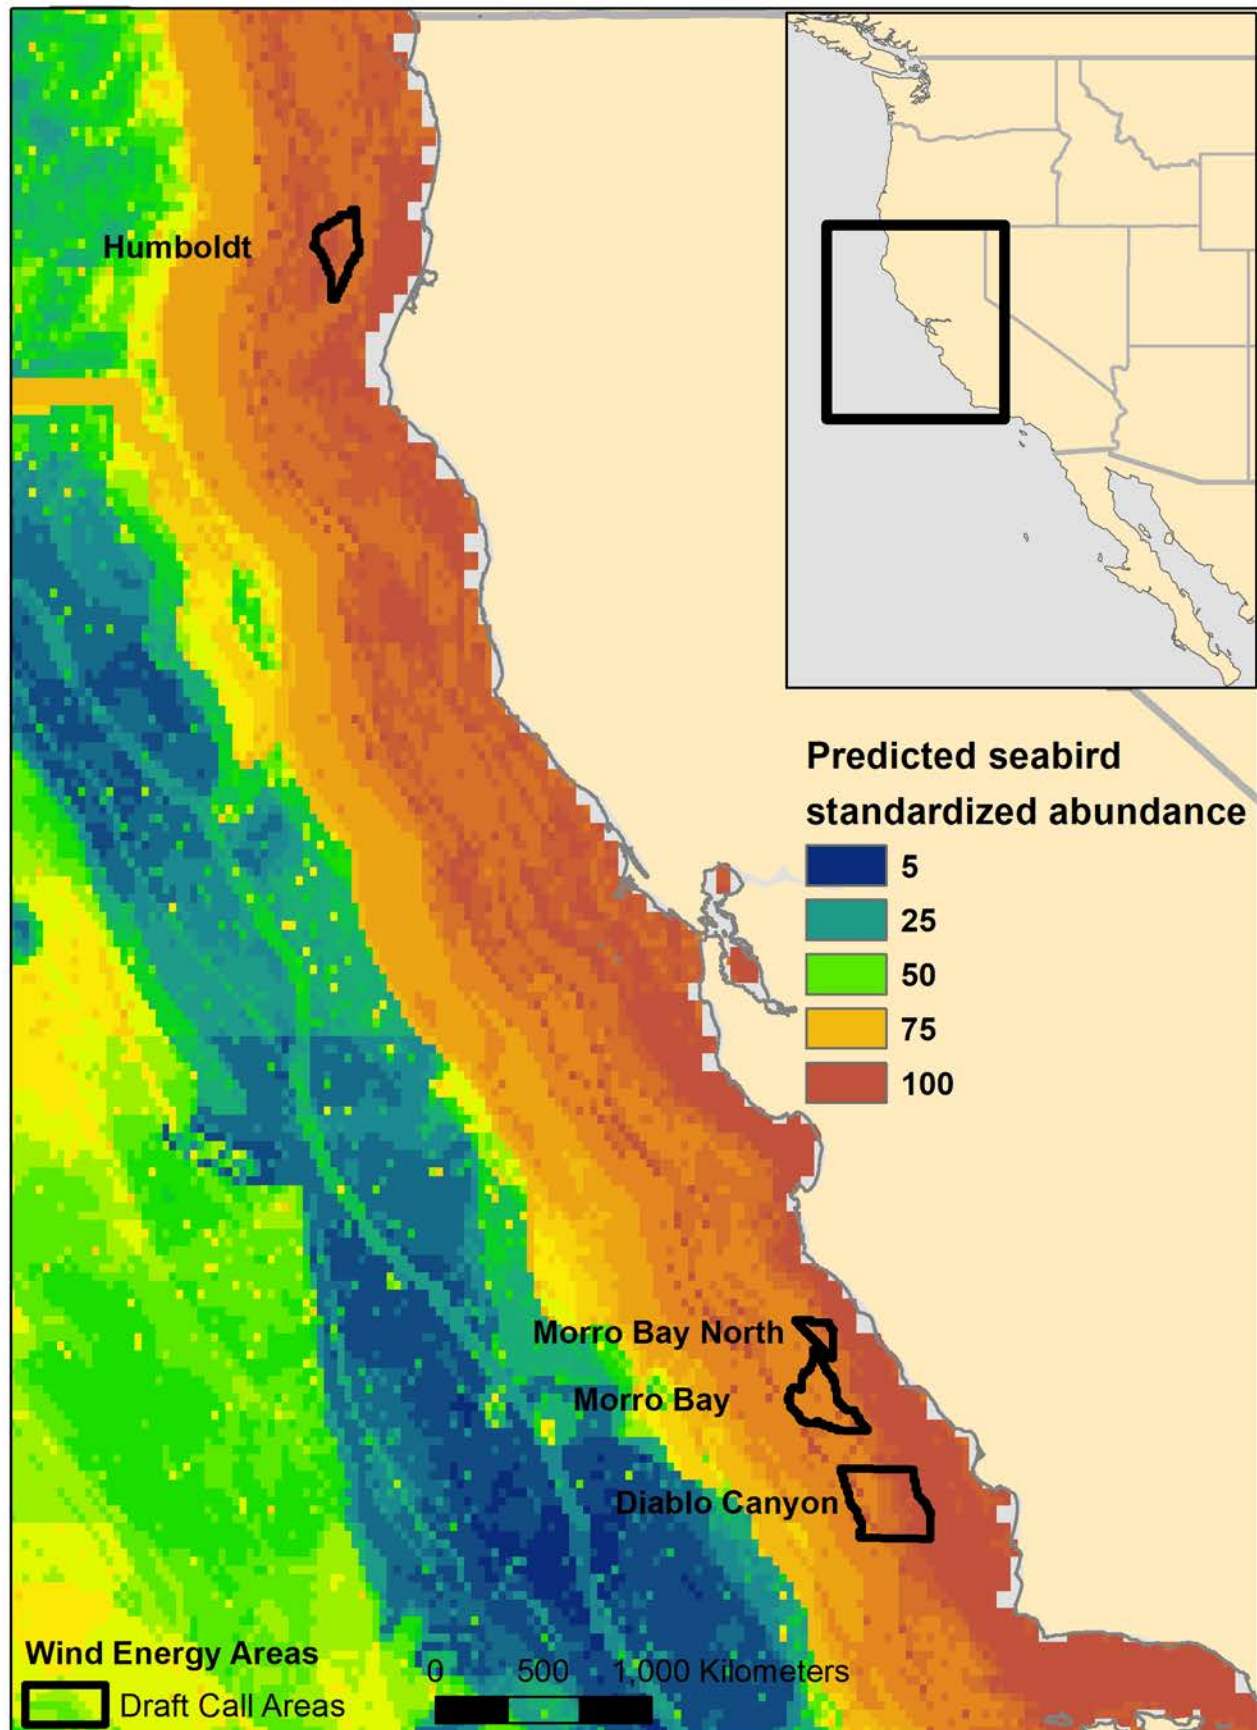 Humboldt
Predicted seabird
standardized abundance
5
25
50
75
100
Morro Bay North
Morro Bay
Diablo Canyon
Wind Energy Areas
Draft Call Areas
0 500 1,000 Kilometers